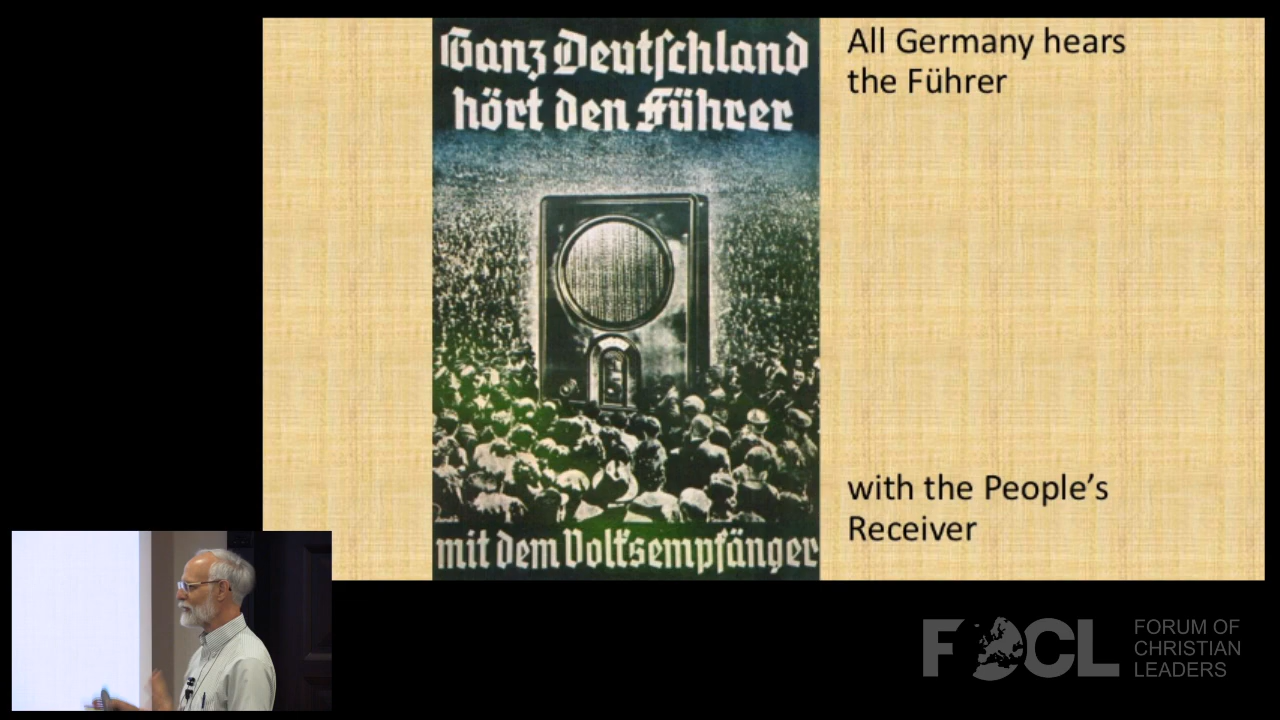 Ganz Deutschland
hört den Führer
mit dem Volksempfänger
All Germany hears
the Führer
with the People's
Receiver
FOCL
FORUM OF
CHRISTIAN
LEADERS